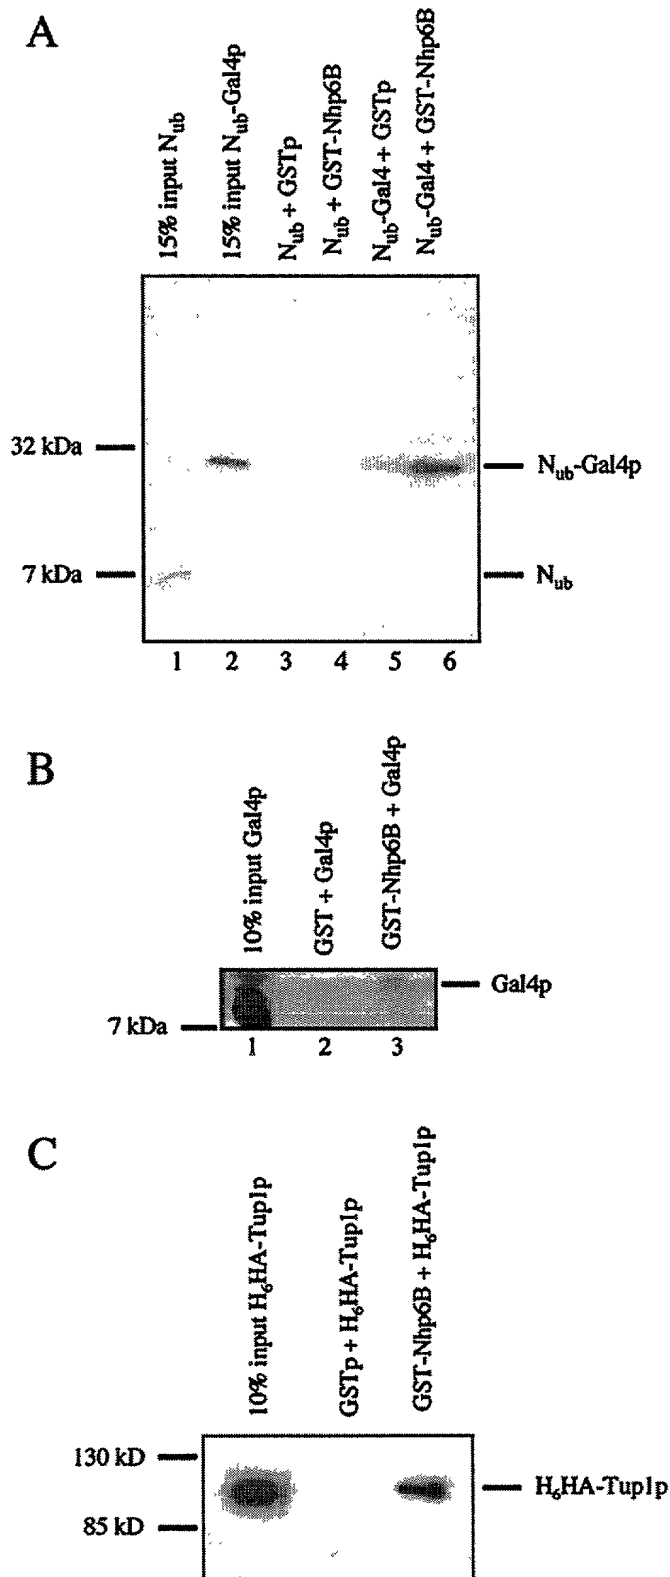 A
15% input Nub
15% input Nub-Gal4p
Nub + GSTp
Nub + GST-Nhp6B
Nub-Gal4 + GSTp
Nub-Gal4 + GST-Nhp6B
32 kDa
Nub-Gal4p
7 kDa
Nub
1 2 3 4 5 6
B
10% input Gal4p
GST + Gal4p
GST-Nhp6B + Gal4p
Gal4p
7 kDa
1 2 3
C
10% input H6HA-Tup1p
GSTp + H6HA-Tup1p
GST-Nhp6B + H6HA-Tup1p
130 kD
H6HA-Tup1p
85 kD